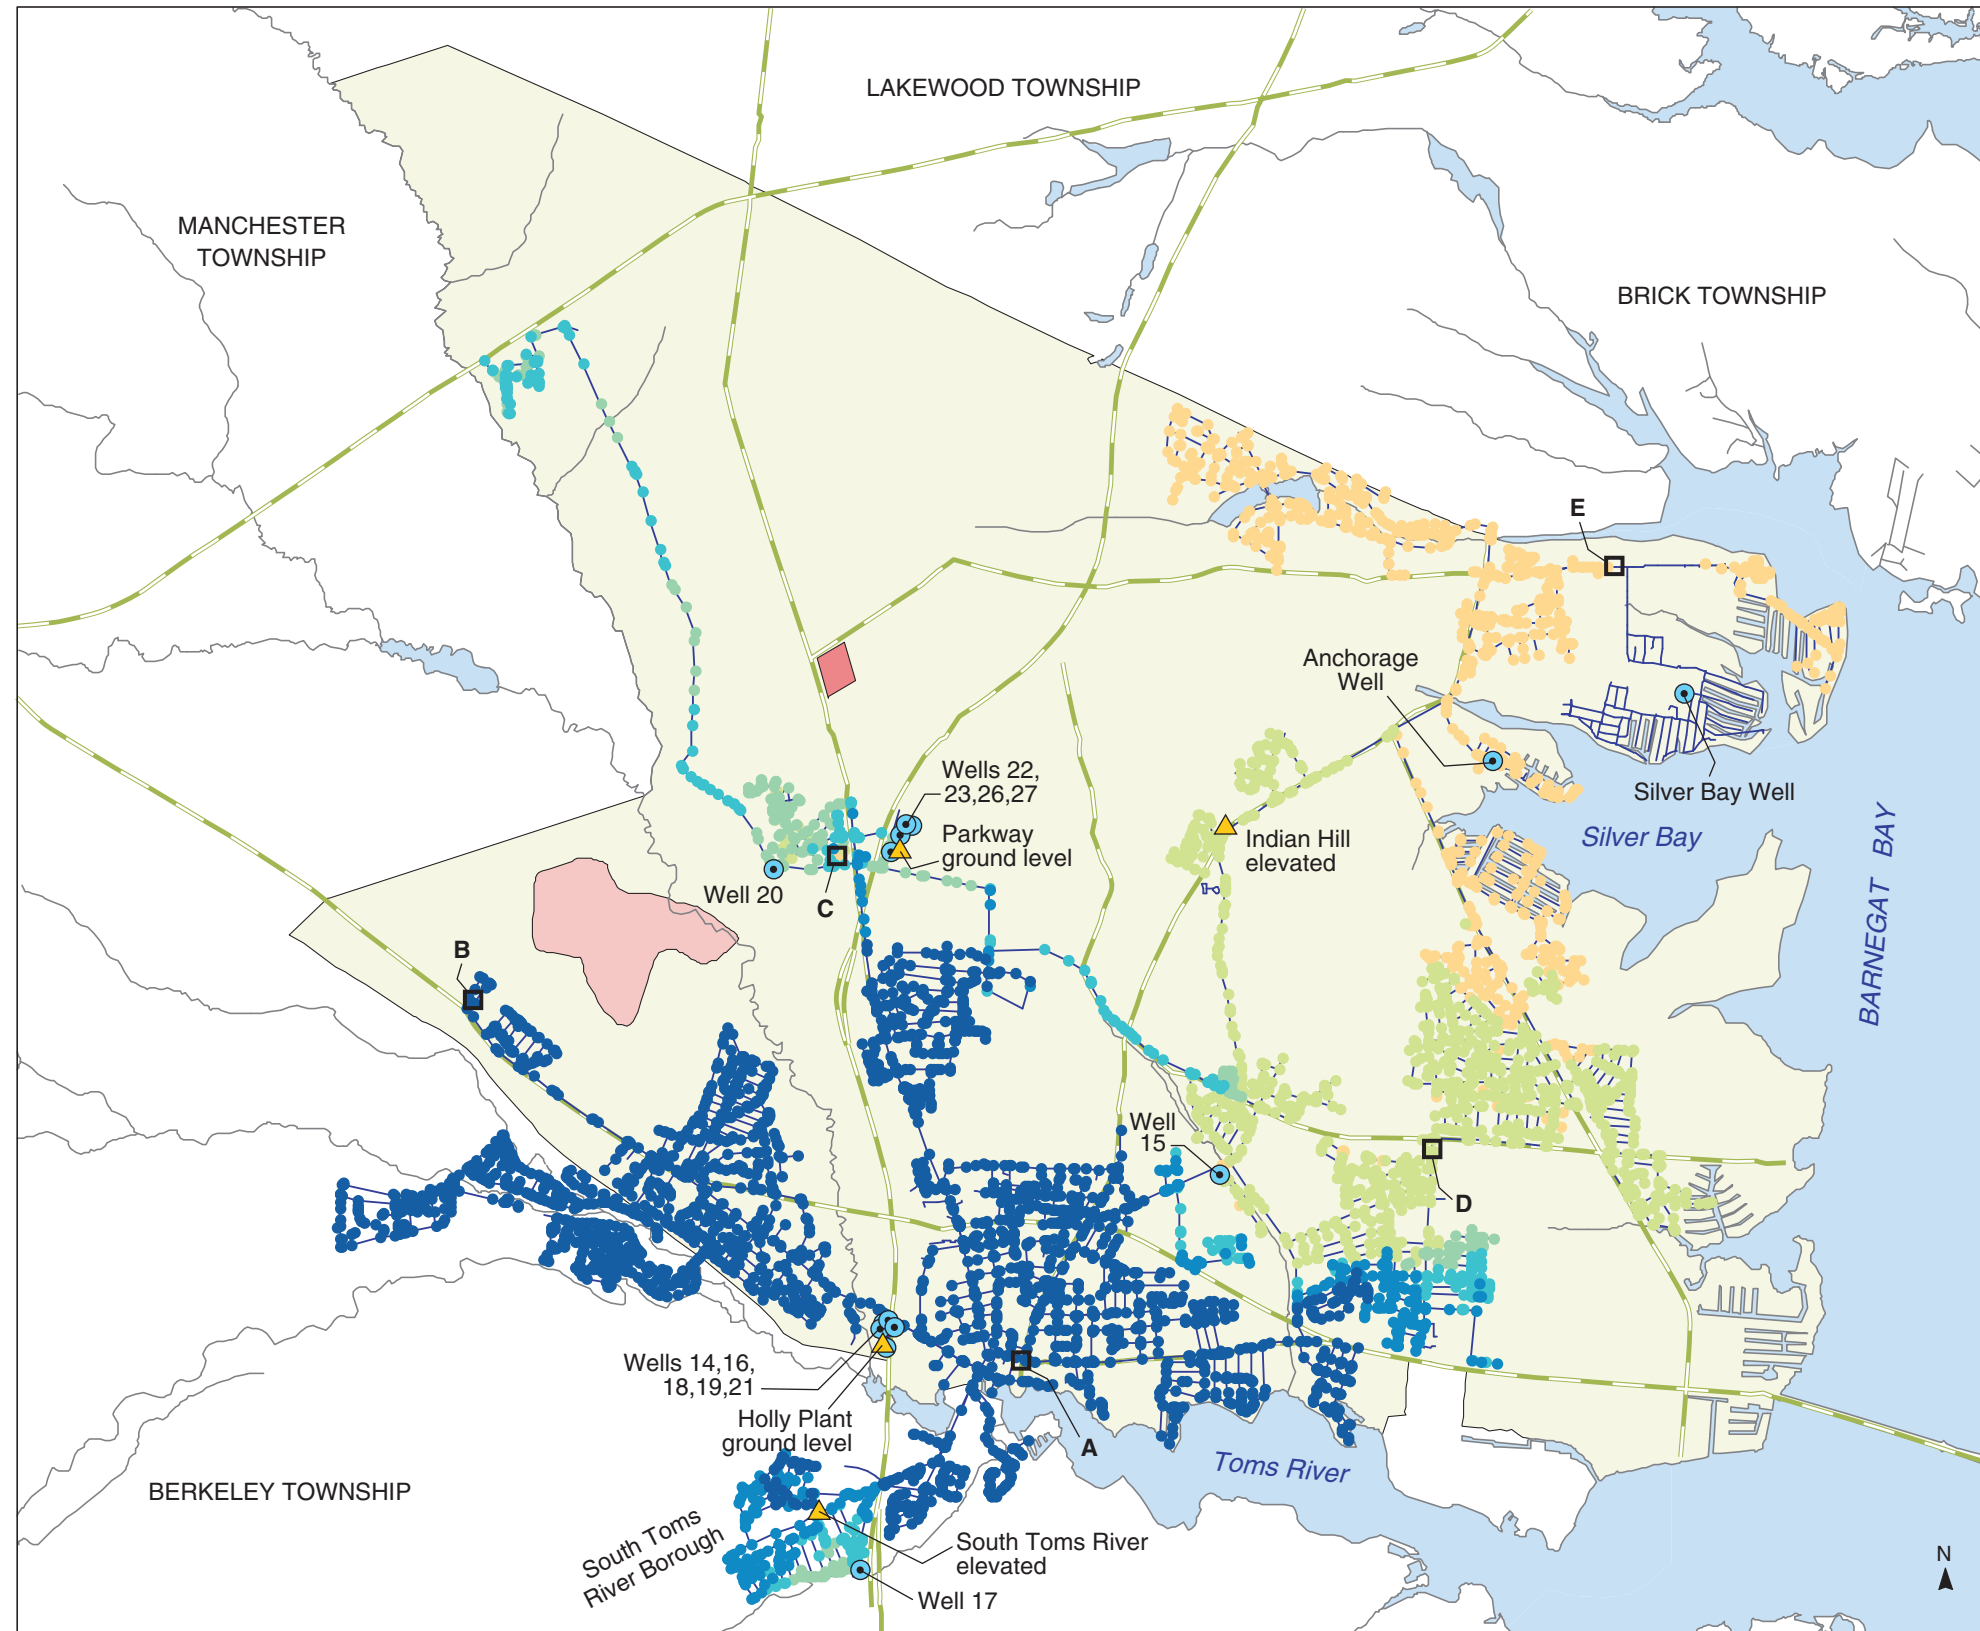 LAKEWOOD TOWNSHIP
MANCHESTER
TOWNSHIP
BRICK TOWNSHIP
E
Anchorage
Well
Silver Bay Well
Wells 22,
23,26,27
Parkway
ground level
Indian Hill
elevated
Silver Bay
BARNEGAT BAY
Well 20
C
B
Well
15
D
Wells 14,16,
18,19,21
Holly Plant
ground level
A
Toms River
BERKELEY TOWNSHIP
South Toms
River Borough
South Toms River
elevated
Well 17
N